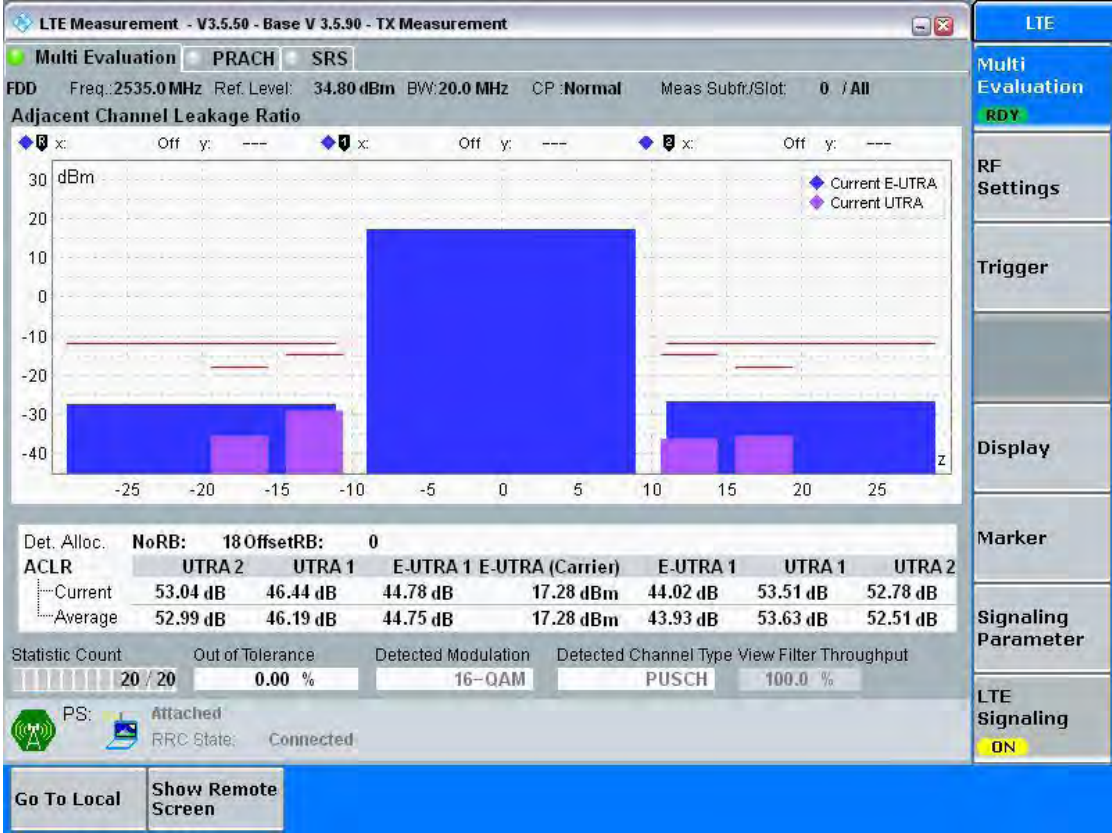 LTE Measurement - V3.5.50 - Base V 3.5.90 - TX Measurement
LTE
Multi Evaluation PRACH SRS
Multi
Evaluation
RDY
FDD Freq.:2535.0 MHz Ref. Level: 34.80 dBm BW:20.0 MHz CP :Normal Meas Subfr./Slot: 0 / All
Adjacent Channel Leakage Ratio
R x: Off y: --- 1 x: Off y: --- 2 x: Off y: ---
RF
Settings
Trigger
Display
Marker
Signaling
Parameter
LTE
Signaling
ON
dBm
Current E-UTRA
Current UTRA
30
20
10
0
-10
-20
-30
-40
z
-25 -20 -15 -10 -5 0 5 10 15 20 25
Det. Alloc. NoRB: 18 OffsetRB: 0
ACLR UTRA 2 UTRA 1 E-UTRA 1 E-UTRA (Carrier) E-UTRA 1 UTRA 1 UTRA 2
Current 53.04 dB 46.44 dB 44.78 dB 17.28 dBm 44.02 dB 53.51 dB 52.78 dB
Average 52.99 dB 46.19 dB 44.75 dB 17.28 dBm 43.93 dB 53.63 dB 52.51 dB
Statistic Count Out of Tolerance Detected Modulation Detected Channel Type View Filter Throughput
20 / 20 0.00 % 16-QAM PUSCH 100.0 %
PS: Attached
RRC State: Connected
Go To Local
Show Remote
Screen